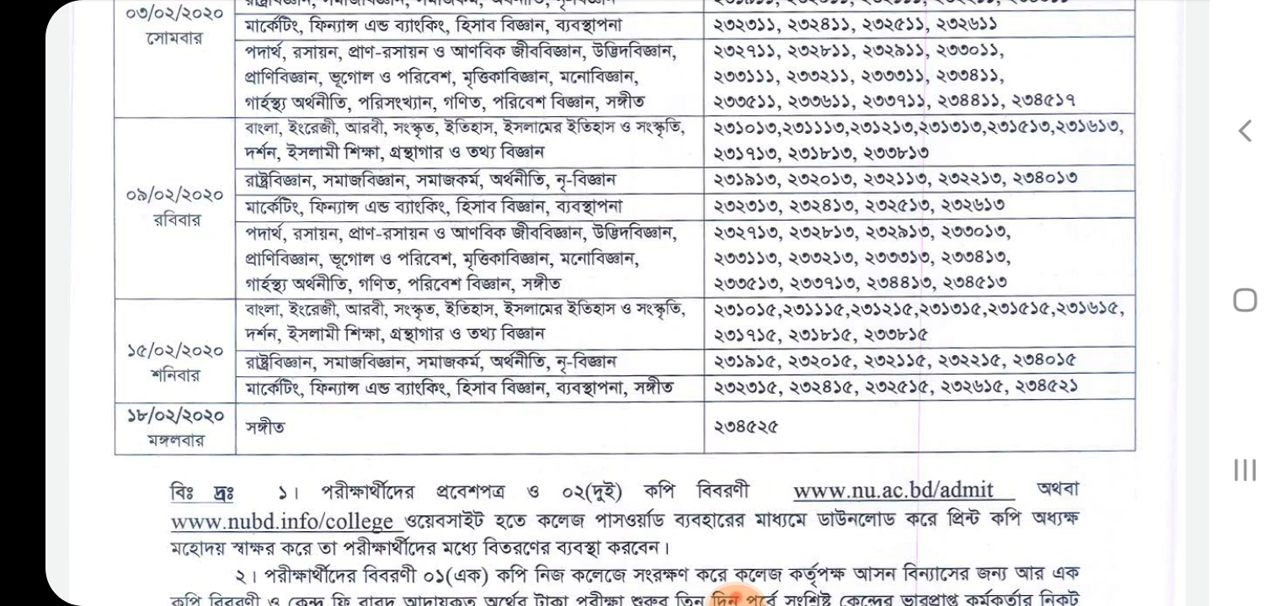 ০৩/০২/২০২০
সোমবার
মার্কেটিং, ফিন্যান্স এন্ড ব্যাংকিং, হিসাব বিজ্ঞান, ব্যবস্থাপনা
২৩২৩১১, ২৩২৪১১, ২৩২৫১১, ২৩২৬১১
পদার্থ, রসায়ন, প্রাণ-রসায়ন ও আণবিক জীববিজ্ঞান, উদ্ভিদবিজ্ঞান,
প্রাণিবিজ্ঞান, ভূগোল ও পরিবেশ, মৃত্তিকাবিজ্ঞান, মনোবিজ্ঞান,
গার্হস্থ্য অর্থনীতি, পরিসংখ্যান, গণিত, পরিবেশ বিজ্ঞান, সঙ্গীত
২৩২৭১১, ২৩২৮১১, ২৩২৯১১, ২৩৩০১১,
২৩৩১১১, ২৩৩২১১, ২৩৩৩১১, ২৩৩৪১১,
২৩৩৫১১, ২৩৩৬১১, ২৩৩৭১১, ২৩৪৪১১, ২৩৪৫১৭
০৯/০২/২০২০
রবিবার
বাংলা, ইংরেজী, আরবী, সংস্কৃত, ইতিহাস, ইসলামের ইতিহাস ও সংস্কৃতি,
দর্শন, ইসলামী শিক্ষা, গ্রন্থাগার ও তথ্য বিজ্ঞান
২৩১০১৩,২৩১১১৩,২৩১২১৩,২৩১৩১৩,২৩১৫১৩,২৩১৬১৩,
২৩১৭১৩, ২৩১৮১৩, ২৩৩৮১৩
রাষ্ট্রবিজ্ঞান, সমাজবিজ্ঞান, সমাজকর্ম, অর্থনীতি, নৃ-বিজ্ঞান
২৩১৯১৩, ২৩২০১৩, ২৩২১১৩, ২৩২২১৩, ২৩৪০১৩
মার্কেটিং, ফিন্যান্স এন্ড ব্যাংকিং, হিসাব বিজ্ঞান, ব্যবস্থাপনা
২৩২৩১৩, ২৩২৪১৩, ২৩২৫১৩, ২৩২৬১৩
পদার্থ, রসায়ন, প্রাণ-রসায়ন ও আণবিক জীববিজ্ঞান, উদ্ভিদবিজ্ঞান,
প্রাণিবিজ্ঞান, ভূগোল ও পরিবেশ, মৃত্তিকাবিজ্ঞান, মনোবিজ্ঞান,
গার্হস্থ্য অর্থনীতি, গণিত, পরিবেশ বিজ্ঞান, সঙ্গীত
২৩২৭১৩, ২৩২৮১৩, ২৩২৯১৩, ২৩৩০১৩,
২৩৩১১৩, ২৩৩২১৩, ২৩৩৩১৩, ২৩৩৪১৩,
২৩৩৫১৩, ২৩৩৭১৩, ২৩৪৪১৩, ২৩৪৫১৩
১৫/০২/২০২০
শনিবার
বাংলা, ইংরেজী, আরবী, সংস্কৃত, ইতিহাস, ইসলামের ইতিহাস ও সংস্কৃতি,
দর্শন, ইসলামী শিক্ষা, গ্রন্থাগার ও তথ্য বিজ্ঞান
২৩১০১৫,২৩১১১৫,২৩১২১৫,২৩১৩১৫,২৩১৫১৫,২৩১৬১৫,
২৩১৭১৫, ২৩১৮১৫, ২৩৩৮১৫
রাষ্ট্রবিজ্ঞান, সমাজবিজ্ঞান, সমাজকর্ম, অর্থনীতি, নৃ-বিজ্ঞান
২৩১৯১৫, ২৩২০১৫, ২৩২১১৫, ২৩২২১৫, ২৩৪০১৫
মার্কেটিং, ফিন্যান্স এন্ড ব্যাংকিং, হিসাব বিজ্ঞান, ব্যবস্থাপনা, সঙ্গীত
২৩২৩১৫, ২৩২৪১৫, ২৩২৫১৫, ২৩২৬১৫, ২৩৪৫২১
১৮/০২/২০২০
মঙ্গলবার
সঙ্গীত
২৩৪৫২৫
বিঃ দ্রঃ ১। পরীক্ষার্থীদের প্রবেশপত্র ও ০২(দুই) কপি বিবরণী www.nu.ac.bd/admit অথবা
www.nubd.info/college ওয়েবসাইট হতে কলেজ পাসওয়ার্ড ব্যবহারের মাধ্যমে ডাউনলোড করে প্রিন্ট কপি অধ্যক্ষ
মহোদয় স্বাক্ষর করে তা পরীক্ষার্থীদের মধ্যে বিতরণের ব্যবস্থা করবেন।
২। পরীক্ষার্থীদের বিবরণী ০১(এক) কপি নিজ কলেজে সংরক্ষণ করে কলেজ কর্তৃপক্ষ আসন বিন্যাসের জন্য আর এক
কপি বিবরণী ও কেন্দ্র ফি বাবদ আদায়কৃত অর্থের টাকা পরীক্ষা শুরুর তিন দিন পূর্বে সংশ্লিষ্ট কেন্দ্রের ভারপ্রাপ্ত কর্মকর্তার নিকট